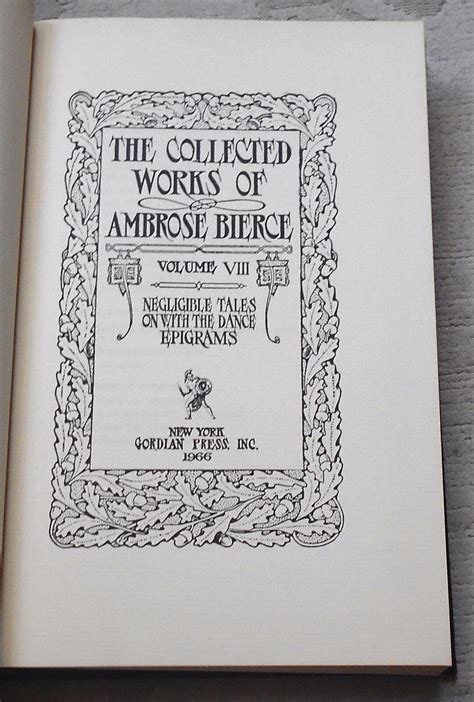 THE COLLECTED
WORKS OF
AMBROSE BIERCE
VOLUME VIII
NEGLIGIBLE TALES
ON WITH THE DANCE
EPIGRAMS
NEW YORK
GORDIAN PRESS, INC.
1966